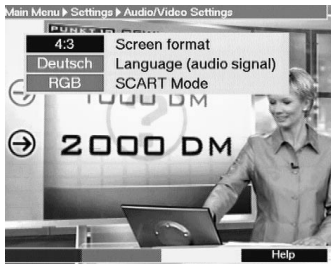 Main Menu ▶ Settings ▶ Audio/Video Settings
4:3 Screen format
Deutsch Language (audio signal)
RGB SCART Mode
DM
2000 DM
Help